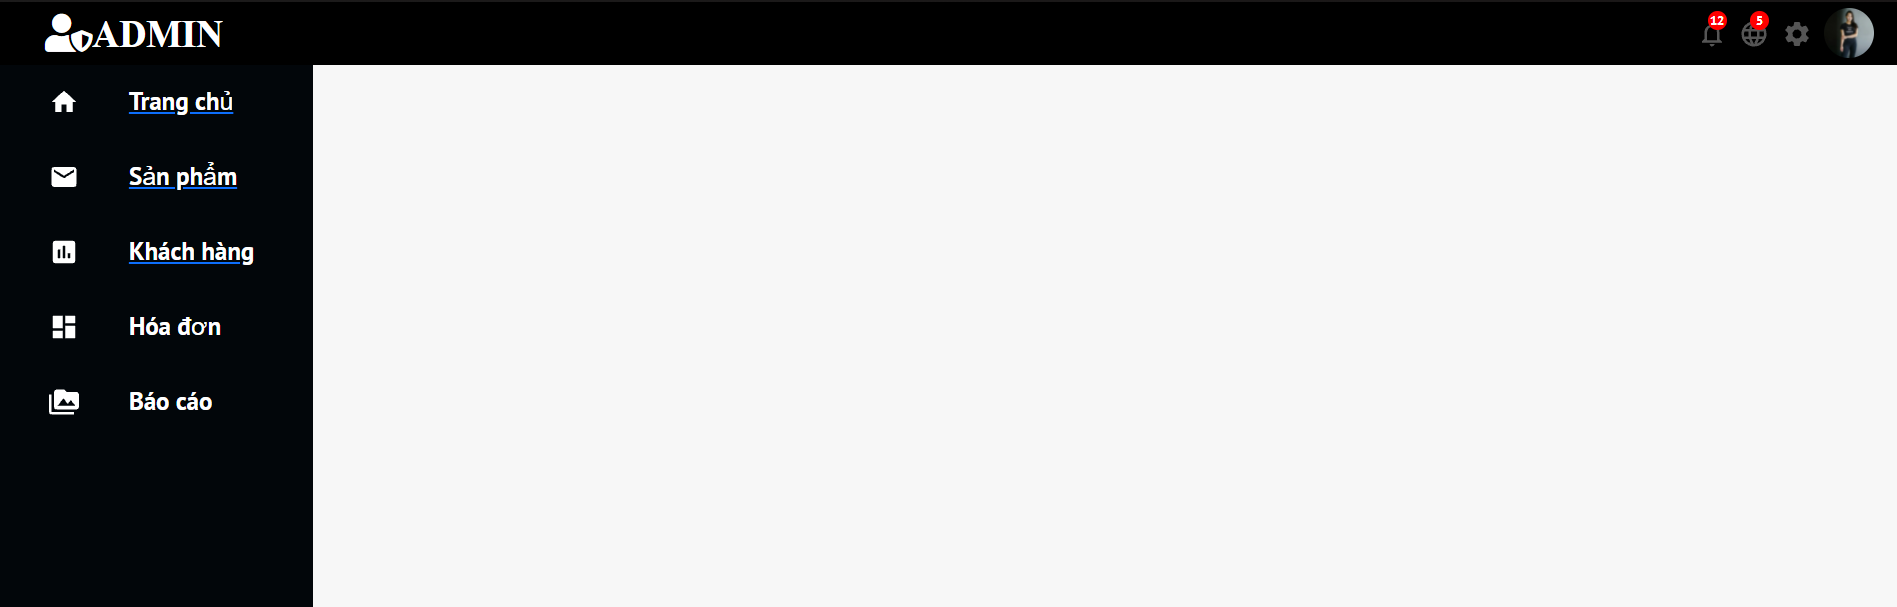 ADMIN
12
5
Trang chủ
Sản phẩm
Khách hàng
Hóa đơn
Báo cáo